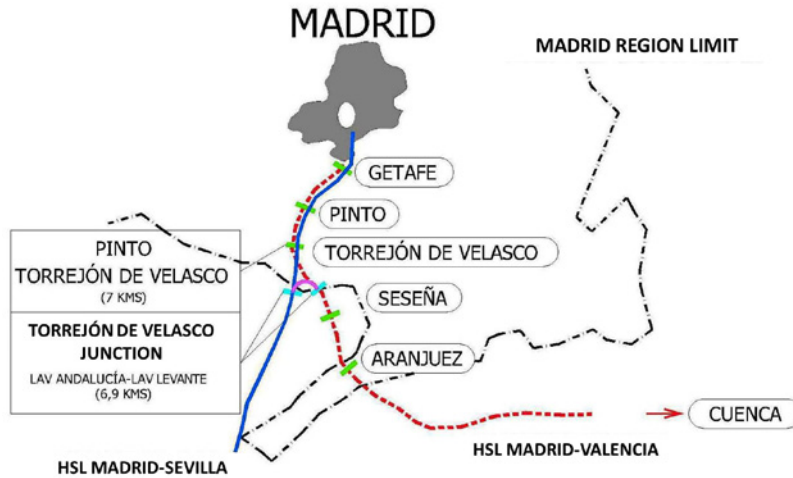 MADRID
MADRID REGION LIMIT
GETAFE
PINTO
TORREJÓN DE VELASCO
SESEÑA
ARANJUEZ
CUENCA
PINTO
TORREJÓN DE VELASCO
(7 KMS)
TORREJÓN DE VELASCO
JUNCTION
LAV ANDALUCÍA-LAV LEVANTE
(6,9 KMS)
HSL MADRID-SEVILLA
HSL MADRID-VALENCIA